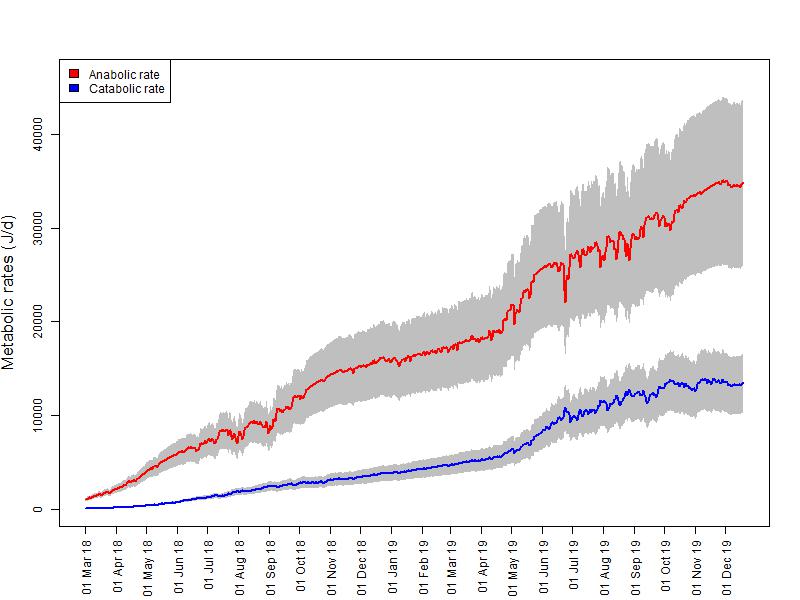 Anabolic rate
Catabolic rate
Metabolic rates (J/d)
40000
30000
20000
10000
0
01 Mar 18
01 Apr 18
01 May 18
01 Jun 18
01 Jul 18
01 Aug 18
01 Sep 18
01 Oct 18
01 Nov 18
01 Dec 18
01 Jan 19
01 Feb 19
01 Mar 19
01 Apr 19
01 May 19
01 Jun 19
01 Jul 19
01 Aug 19
01 Sep 19
01 Oct 19
01 Nov 19
01 Dec 19